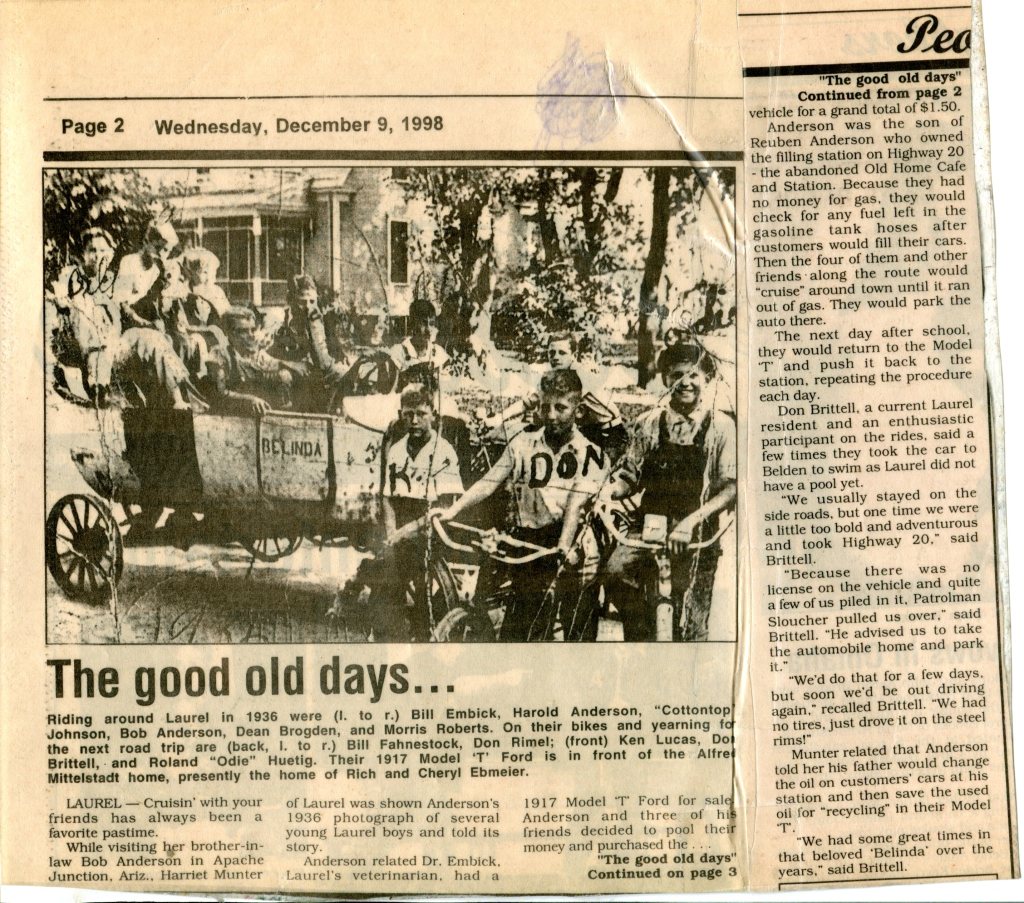 Page 2 Wednesday, December 9, 1998
Bill
BELINDA
K.
DON
The good old days...
Riding around Laurel in 1936 were (l. to r.) Bill Embick, Harold Anderson, "Cottontop"
Johnson, Bob Anderson, Dean Brogden, and Morris Roberts. On their bikes and yearning for
the next road trip are (back, l. to r.) Bill Fahnestock, Don Rimel; (front) Ken Lucas, Don
Brittell, and Roland "Odie" Huetig. Their 1917 Model 'T' Ford is in front of the Alfred
Mittelstadt home, presently the home of Rich and Cheryl Ebmeier.
LAUREL — Cruisin' with your
friends has always been a
favorite pastime.
While visiting her brother-in-
law Bob Anderson in Apache
Junction, Ariz., Harriet Munter
of Laurel was shown Anderson's
1936 photograph of several
young Laurel boys and told its
story.
Anderson related Dr. Embick,
Laurel's veterinarian, had a
1917 Model 'T' Ford for sale.
Anderson and three of his
friends decided to pool their
money and purchased the . . .
"The good old days"
Continued on page 3
Peo
"The good old days"
Continued from page 2
vehicle for a grand total of $1.50.
Anderson was the son of
Reuben Anderson who owned
the filling station on Highway 20
- the abandoned Old Home Cafe
and Station. Because they had
no money for gas, they would
check for any fuel left in the
gasoline tank hoses after
customers would fill their cars.
Then the four of them and other
friends along the route would
"cruise" around town until it ran
out of gas. They would park the
auto there.
The next day after school,
they would return to the Model
'T' and push it back to the
station, repeating the procedure
each day.
Don Brittell, a current Laurel
resident and an enthusiastic
participant on the rides, said a
few times they took the car to
Belden to swim as Laurel did not
have a pool yet.
"We usually stayed on the
side roads, but one time we were
a little too bold and adventurous
and took Highway 20," said
Brittell.
"Because there was no
license on the vehicle and quite
a few of us piled in it, Patrolman
Sloucher pulled us over," said
Brittell. "He advised us to take
the automobile home and park
it."
"We'd do that for a few days,
but soon we'd be out driving
again," recalled Brittell. "We had
no tires, just drove it on the steel
rims!"
Munter related that Anderson
told her his father would change
the oil on customers' cars at his
station and then save the used
oil for "recycling" in their Model
'T'.
"We had some great times in
that beloved 'Belinda' over the
years," said Brittell.